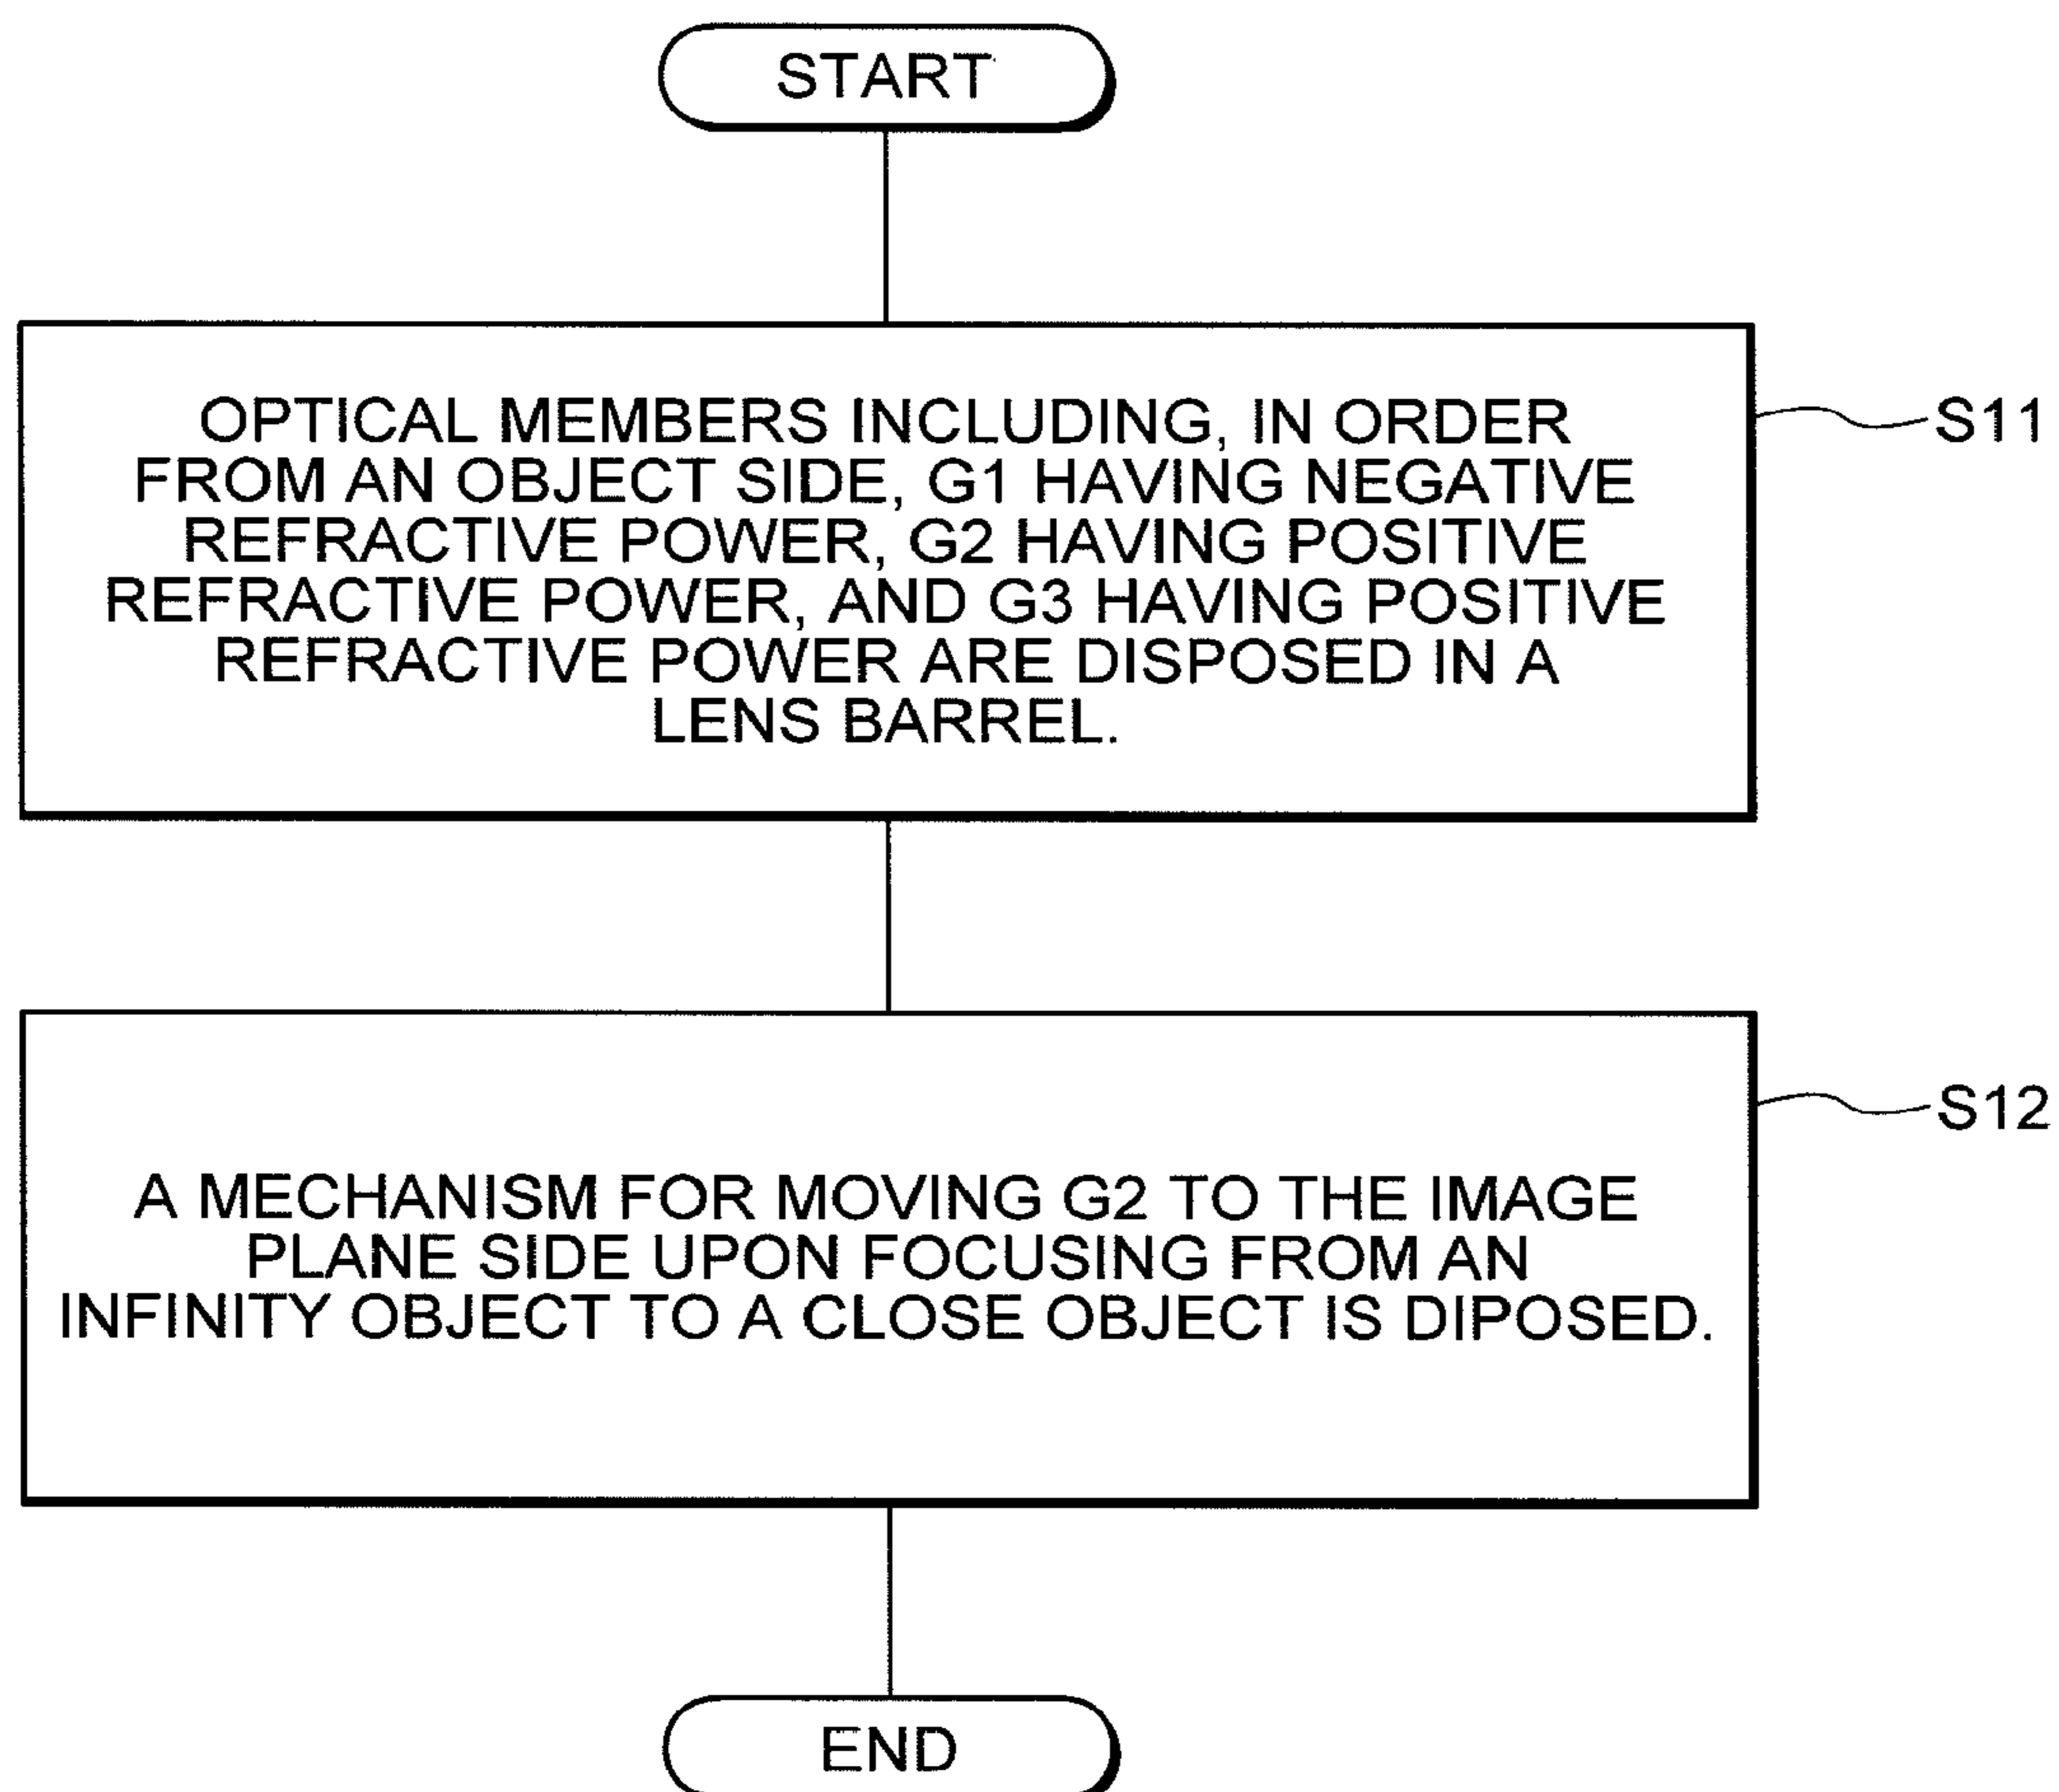 START
OPTICAL MEMBERS INCLUDING, IN ORDER
FROM AN OBJECT SIDE, G1 HAVING NEGATIVE
REFRACTIVE POWER, G2 HAVING POSITIVE
REFRACTIVE POWER, AND G3 HAVING POSITIVE
REFRACTIVE POWER ARE DISPOSED IN A
LENS BARREL.
S11
A MECHANISM FOR MOVING G2 TO THE IMAGE
PLANE SIDE UPON FOCUSING FROM AN
INFINITY OBJECT TO A CLOSE OBJECT IS DIPOSED.
S12
END